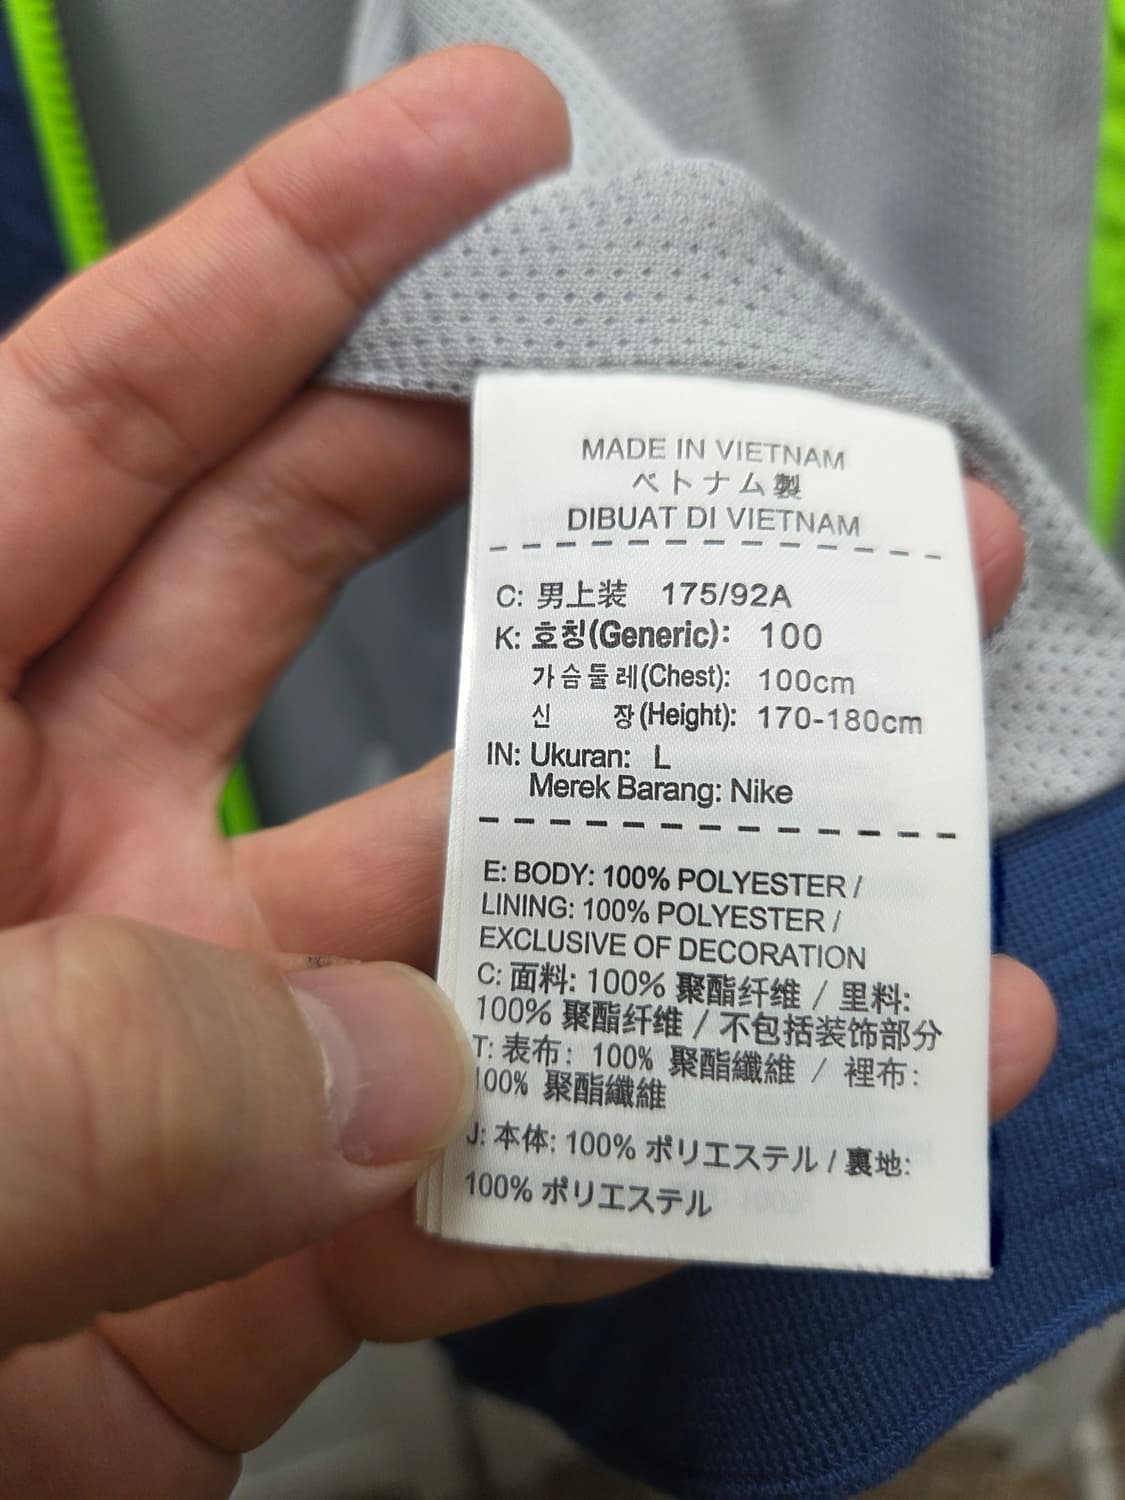 MADE IN VIETNAM
ベトナム製
DIBUAT DI VIETNAM
C: 男上装 175/92A
K: 호칭(Generic): 100
가슴둘레(Chest): 100cm
신 장(Height): 170-180cm
IN: Ukuran: L
Merek Barang: Nike
E: BODY: 100% POLYESTER /
LINING: 100% POLYESTER /
EXCLUSIVE OF DECORATION
C: 面料: 100% 聚酯纤维 / 里料:
100% 聚酯纤维 / 不包括装饰部分
T: 表布: 100% 聚酯纖維 / 裡布:
100% 聚酯纖維
J: 本体: 100% ポリエステル / 裏地:
100% ポリエステル